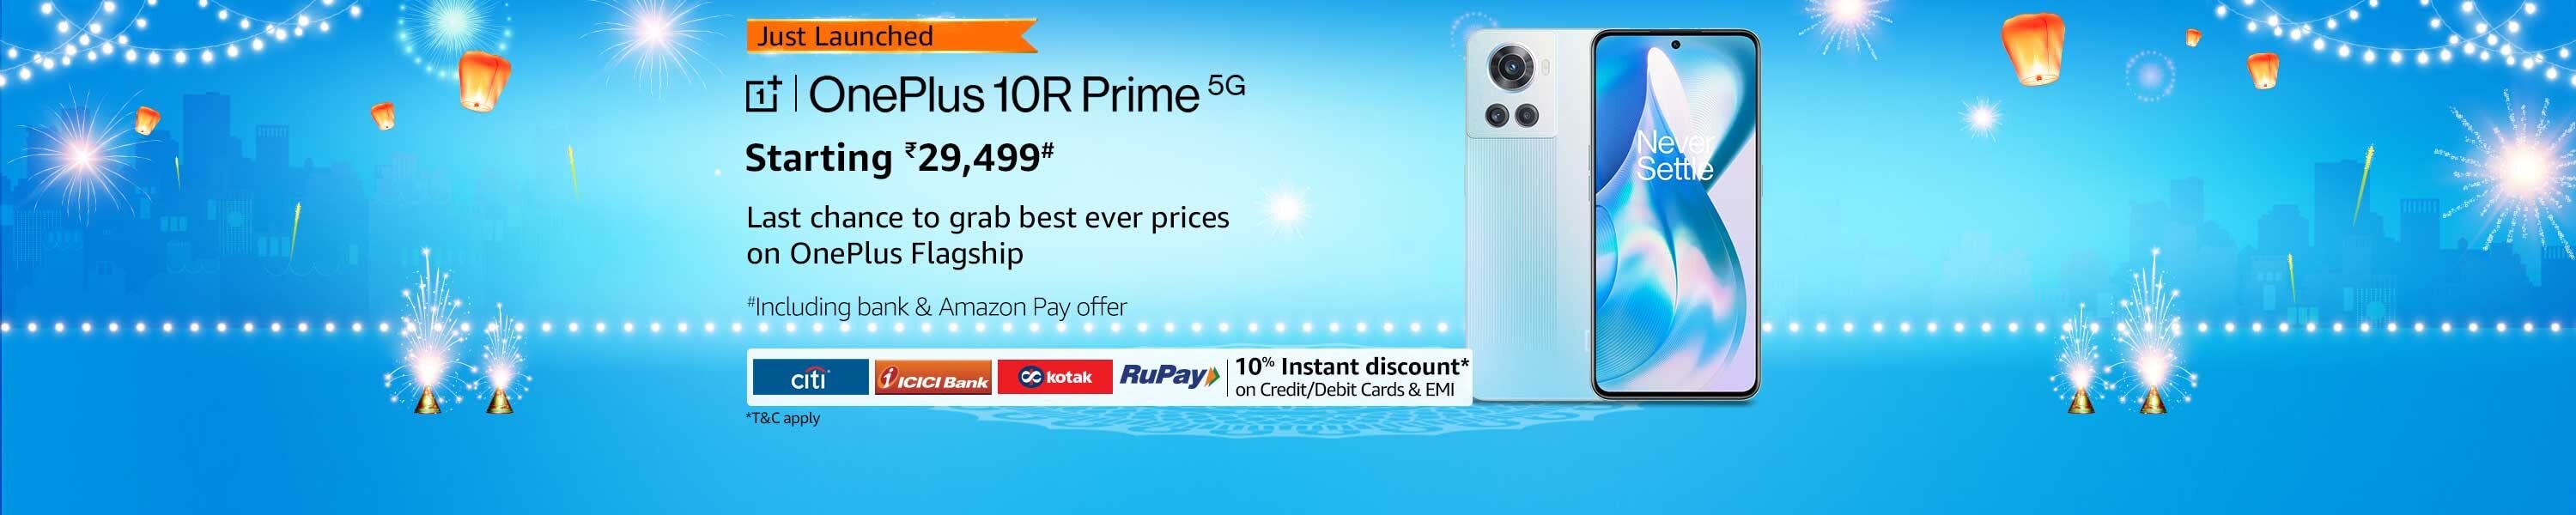 Just Launched
1+ | OnePlus 10R Prime 5G
Starting ₹29,499#
Last chance to grab best ever prices
on OnePlus Flagship
#Including bank & Amazon Pay offer
citi
ICICI Bank
kotak
RuPay
10% Instant discount*
on Credit/Debit Cards & EMI
*T&C apply
Never
Settle